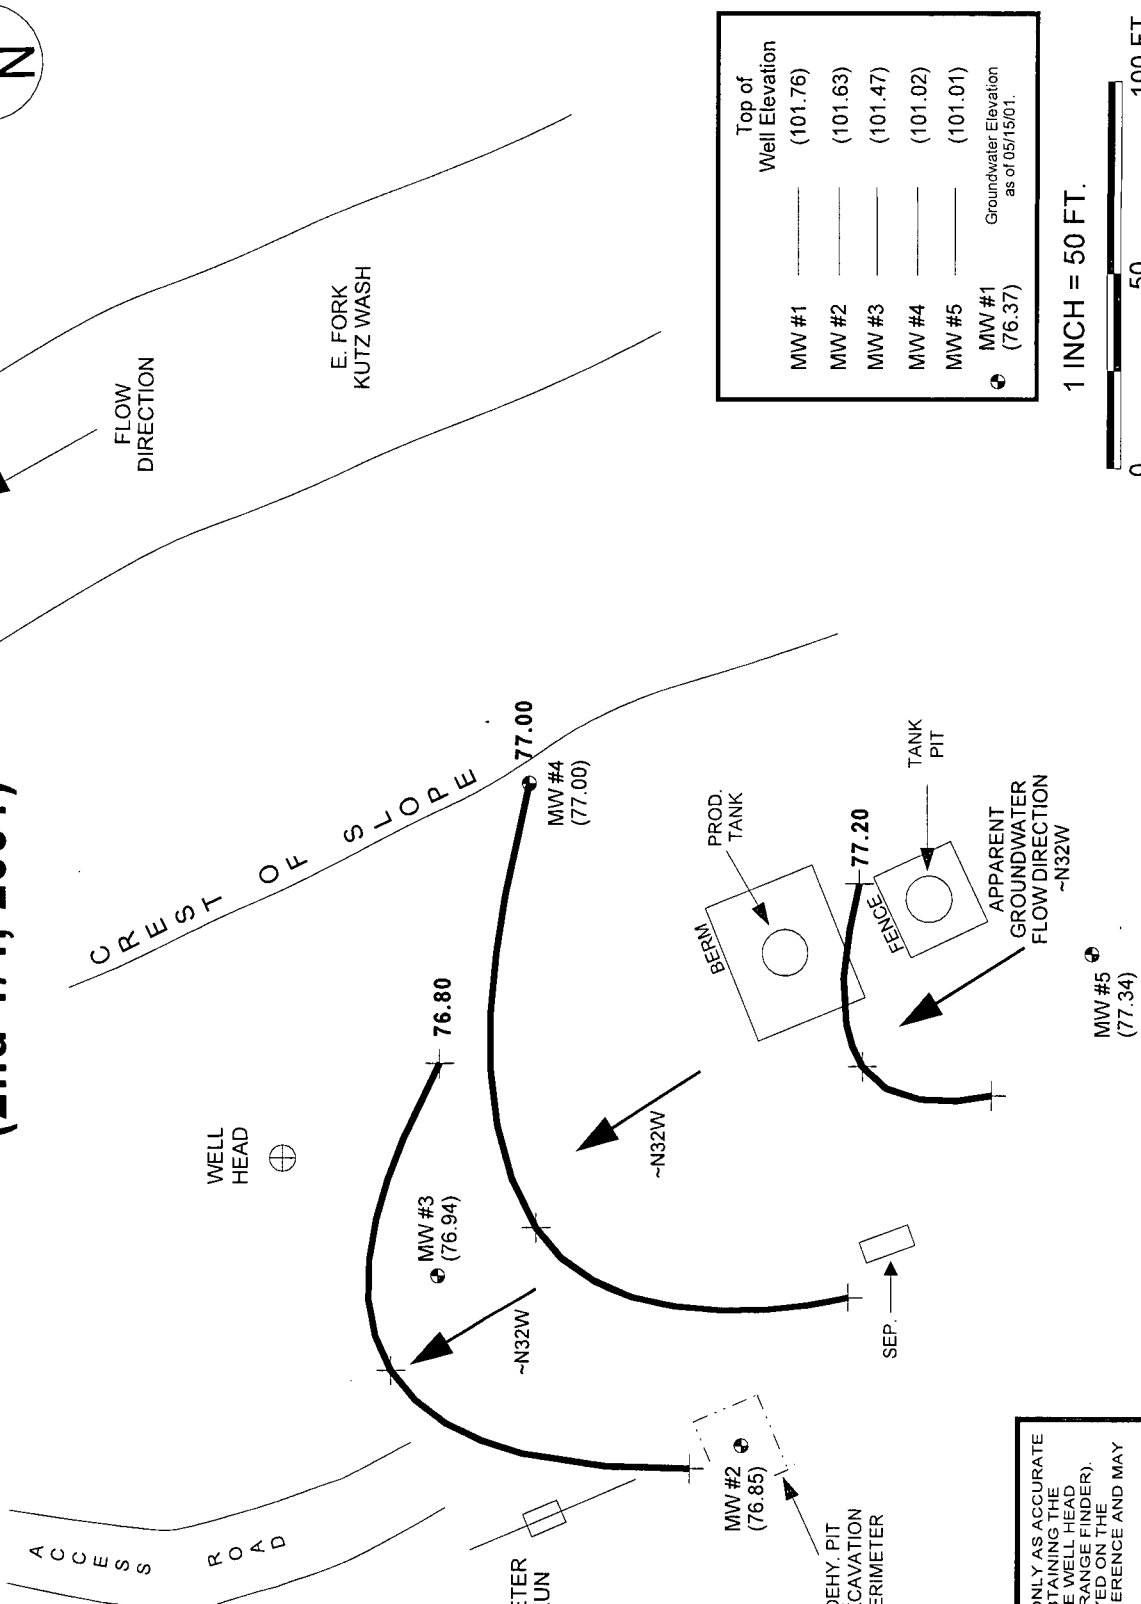 N
FLOW
DIRECTION
E. FORK
KUTZ WASH
CREST OF SLOPE
WELL
HEAD
76.80
77.00
MW #4
(77.00)
MW #3
(76.94)
~N32W
~N32W
PROD.
TANK
BERM
77.20
FENCE
TANK
PIT
APPARENT
GROUNDWATER
FLOW DIRECTION
~N32W
MW #5
(77.34)
SEP.
MW #2
(76.85)
ACCESS
ROAD
Top of
Well Elevation
MW #1 (101.76)
MW #2 (101.63)
MW #3 (101.47)
MW #4 (101.02)
MW #5 (101.01)
MW #1
(76.37)
Groundwater Elevation
as of 05/15/01.
1 INCH = 50 FT.
0 50 100 FT
EHY. PIT
CAVATION
ERIMETER
ETER
UN
ONLY AS ACCURATE
TAINING THE
E WELL HEAD
RANGE FINDER).
ED ON THE
ERENCE AND MAY